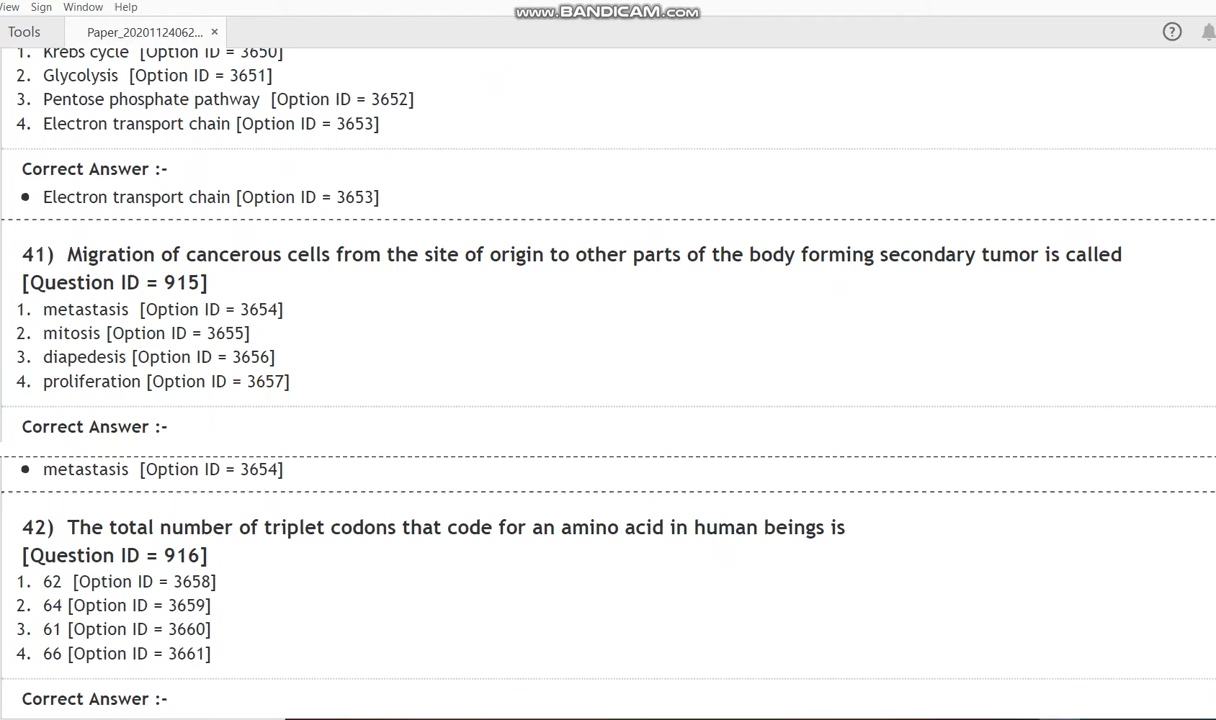 View Sign Window Help
www.BANDICAM.com
Tools Paper_20201124062... × ?
1. Krebs cycle [Option ID = 3650]
2. Glycolysis [Option ID = 3651]
3. Pentose phosphate pathway [Option ID = 3652]
4. Electron transport chain [Option ID = 3653]
Correct Answer :-
• Electron transport chain [Option ID = 3653]
41) Migration of cancerous cells from the site of origin to other parts of the body forming secondary tumor is called
[Question ID = 915]
1. metastasis [Option ID = 3654]
2. mitosis [Option ID = 3655]
3. diapedesis [Option ID = 3656]
4. proliferation [Option ID = 3657]
Correct Answer :-
• metastasis [Option ID = 3654]
42) The total number of triplet codons that code for an amino acid in human beings is
[Question ID = 916]
1. 62 [Option ID = 3658]
2. 64 [Option ID = 3659]
3. 61 [Option ID = 3660]
4. 66 [Option ID = 3661]
Correct Answer :-